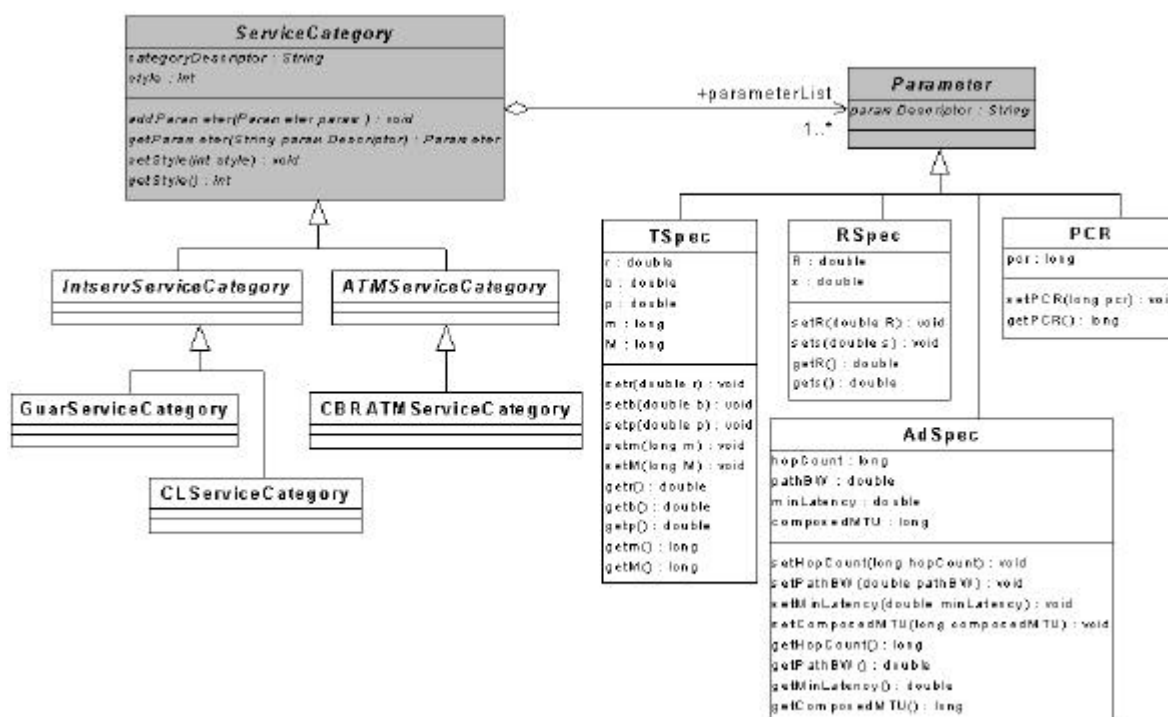 ServiceCategory
categoryDescriptor : String
style : int
addParameter(Parameter param ) : void
getParameter(String paramDescriptor) : Parameter
setStyle(int style) : void
getStyle() : int
+parameterList
1..*
Parameter
paramDescriptor : String
IntservServiceCategory
ATMServiceCategory
GuarServiceCategory
CBRATMServiceCategory
CLServiceCategory
TSpec
r : double
b : double
p : double
m : long
M : long
setr(double r) : void
setb(double b) : void
setp(double p) : void
setm(long m) : void
setM(long M) : void
getr() : double
getb() : double
getp() : double
getm() : long
getM() : long
RSpec
R : double
s : double
setR(double R) : void
sets(double s) : void
getR() : double
gets() : double
PCR
pcr : long
setPCR(long pcr) : vo
getPCR() : long
AdSpec
hopCount : long
pathBW : double
minLatency : double
composedMTU : long
setHopCount(long hopCount) : void
setPathBW(double pathBW) : void
setMinLatency(double minLatency) : void
setComposedMTU(long composedMTU) : void
getHopCount() : long
getPathBW() : double
getMinLatency() : double
getComposedMTU() : long